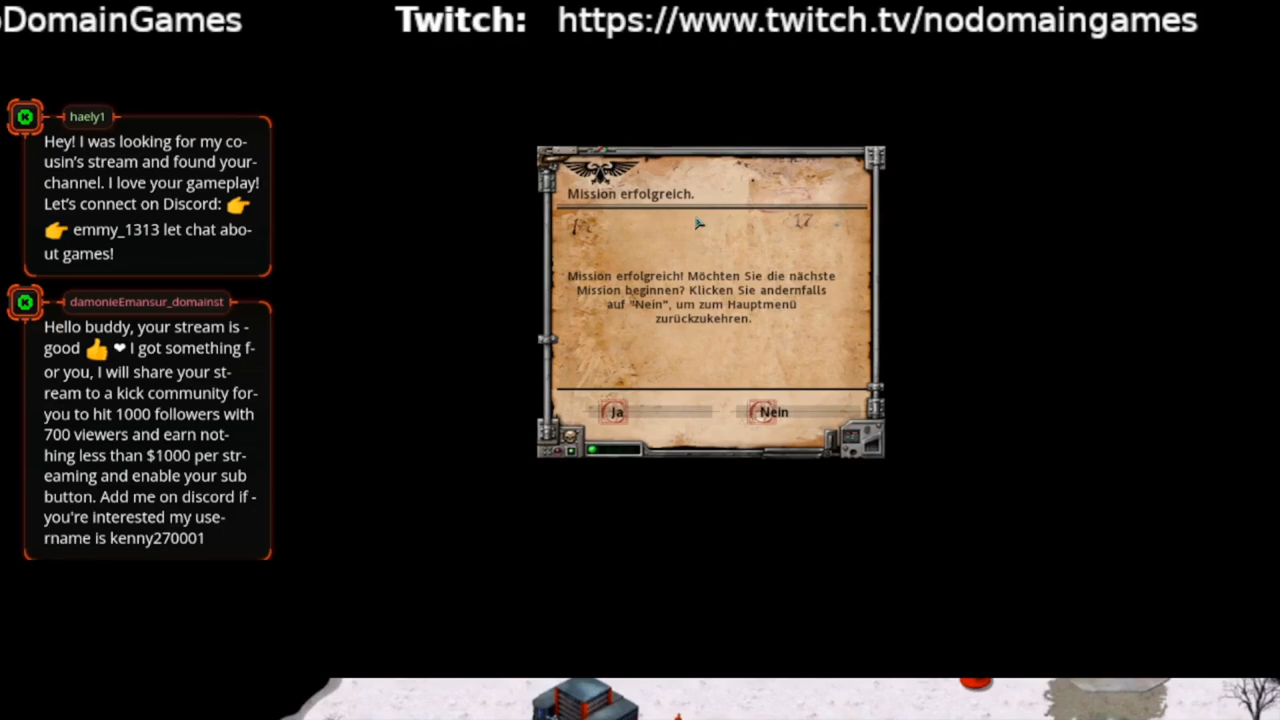 oDomainGames Twitch: https://www.twitch.tv/nodomaingames
haely1
Hey! I was looking for my co-
usin's stream and found your-
channel. I love your gameplay!
Let's connect on Discord: 👉
👉 emmy_1313 let chat abo-
ut games!
damonieEmansur_domainst
Hello buddy, your stream is -
good 👍 ❤ I got something f-
or you, I will share your st-
ream to a kick community for-
you to hit 1000 followers with
700 viewers and earn not-
hing less than $1000 per str-
eaming and enable your sub
button. Add me on discord if -
you're interested my use-
rname is kenny270001
Mission erfolgreich.
17
Mission erfolgreich! Möchten Sie die nächste
Mission beginnen? Klicken Sie andernfalls
auf "Nein", um zum Hauptmenü
zurückzukehren.
Ja Nein